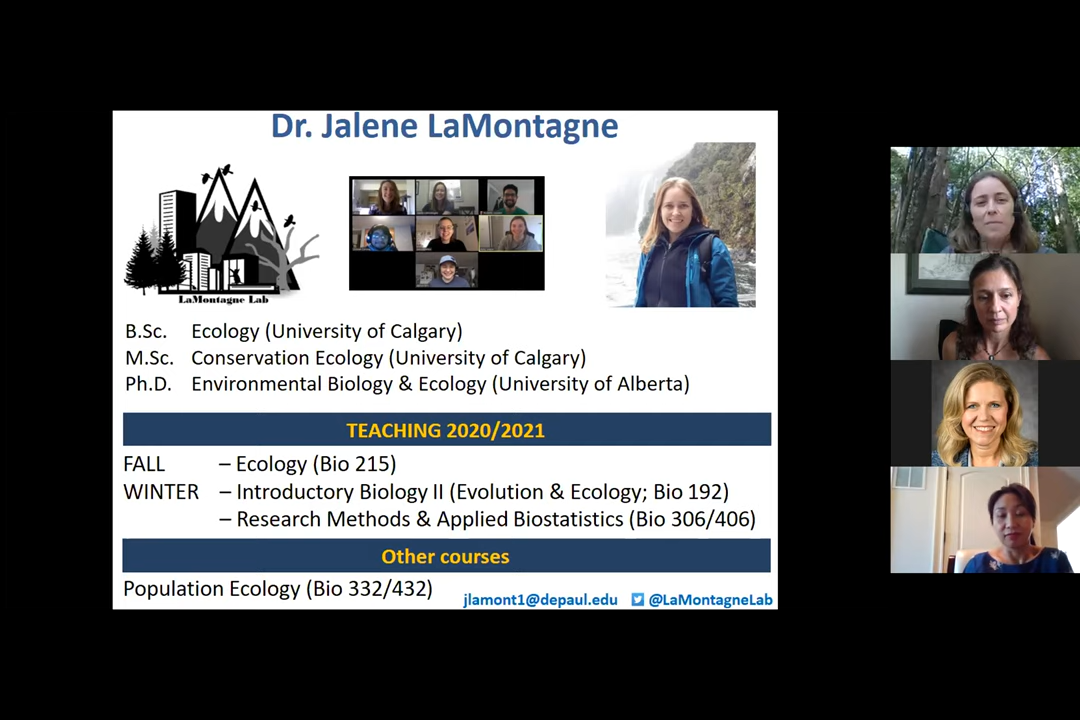 Dr. Jalene LaMontagne
LaMontagne Lab
B.Sc. Ecology (University of Calgary)
M.Sc. Conservation Ecology (University of Calgary)
Ph.D. Environmental Biology & Ecology (University of Alberta)
TEACHING 2020/2021
FALL – Ecology (Bio 215)
WINTER – Introductory Biology II (Evolution & Ecology; Bio 192)
– Research Methods & Applied Biostatistics (Bio 306/406)
Other courses
Population Ecology (Bio 332/432)
jlamont1@depaul.edu @LaMontagneLab